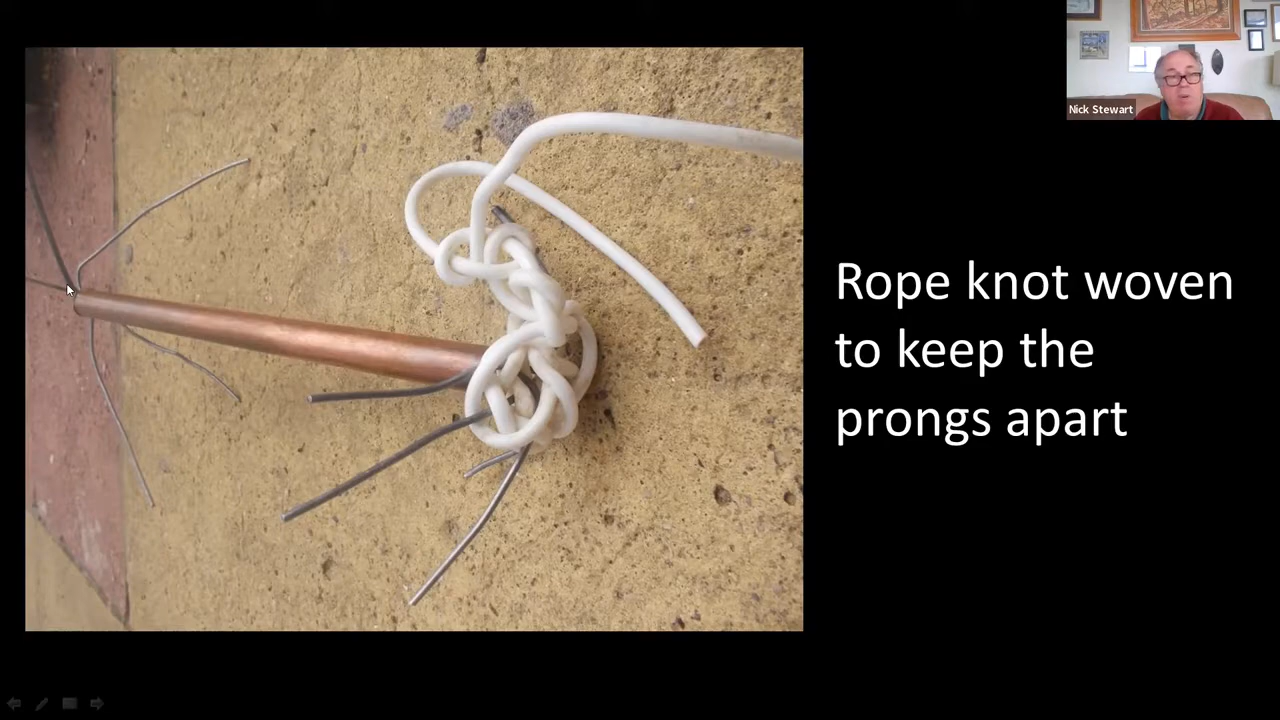 Nick Stewart
Rope knot woven
to keep the
prongs apart